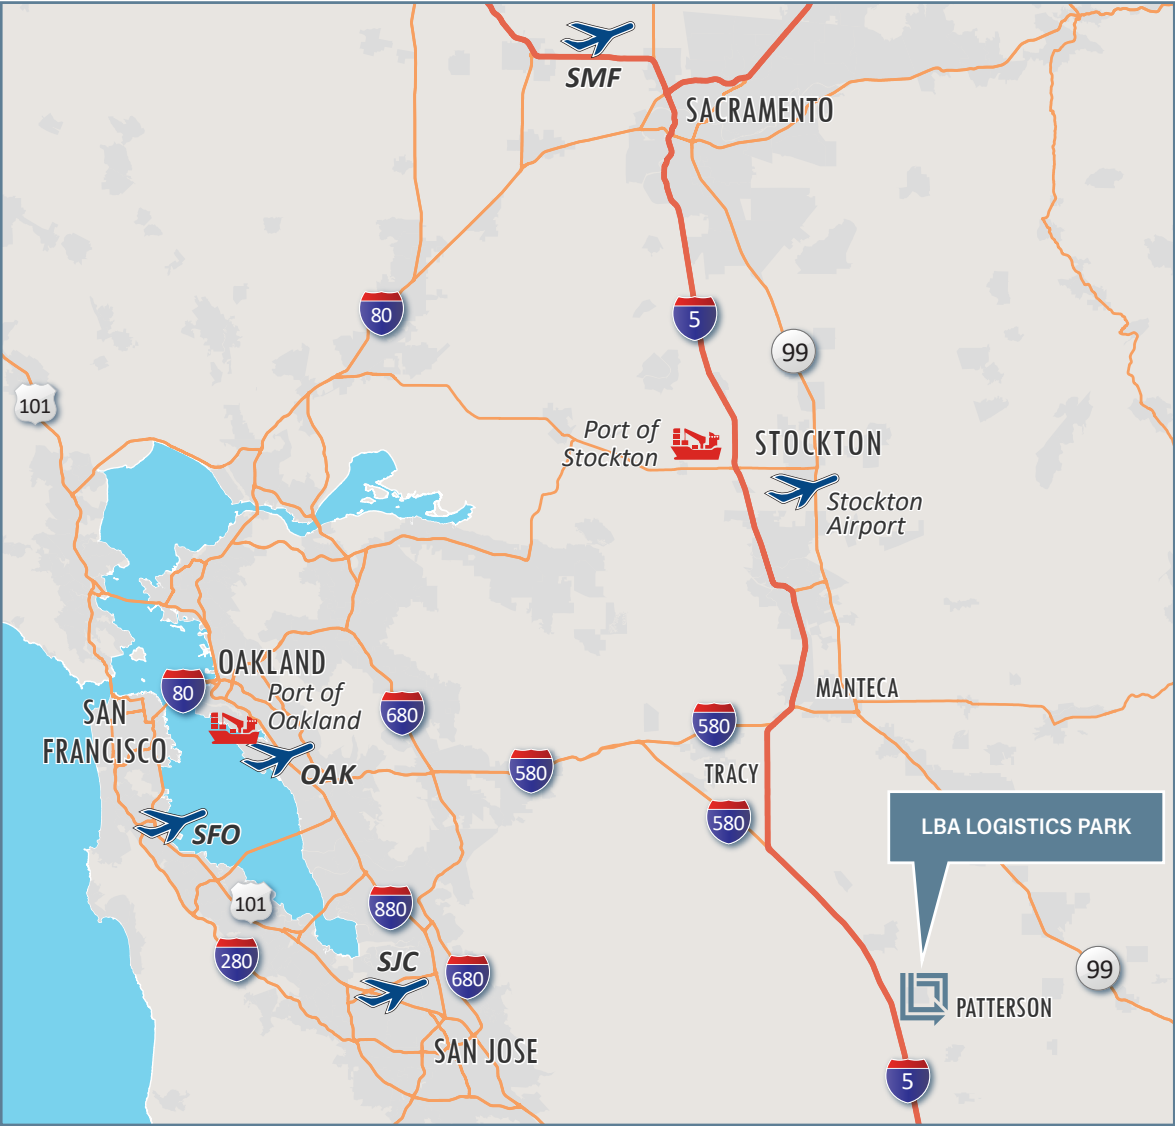 SMF
SACRAMENTO
80
5
99
101
Port of
Stockton
STOCKTON
Stockton
Airport
OAKLAND
80
Port of
Oakland
SAN
FRANCISCO
680
580
MANTECA
580
OAK
TRACY
580
SFO
LBA LOGISTICS PARK
101
880
280
SJC
680
99
PATTERSON
SAN JOSE
5